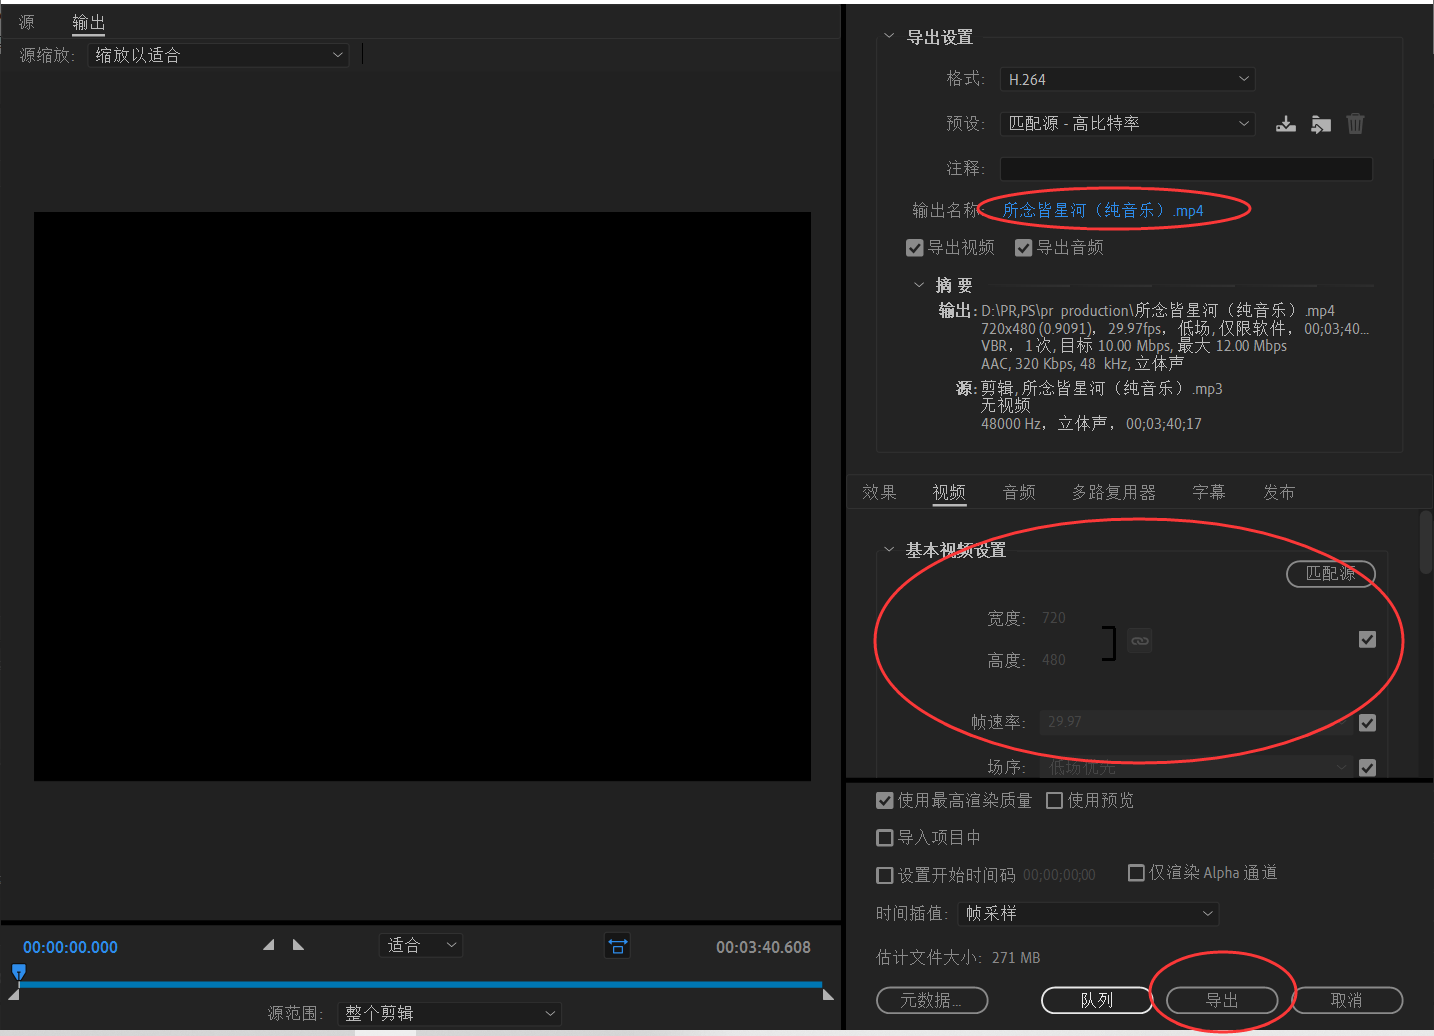 源 输出
源缩放: 缩放以适合
导出设置
格式: H.264
预设: 匹配源 - 高比特率
注释:
输出名称: 所念皆星河（纯音乐）.mp4
导出视频 导出音频
摘要
输出: D:\PR,PS\pr production\所念皆星河（纯音乐）.mp4
720x480 (0.9091)， 29.97fps， 低场, 仅限软件， 00;03;40...
VBR， 1 次, 目标 10.00 Mbps, 最大 12.00 Mbps
AAC, 320 Kbps, 48 kHz, 立体声
源: 剪辑, 所念皆星河（纯音乐）.mp3
无视频
48000 Hz， 立体声， 00;03;40;17
效果 视频 音频 多路复用器 字幕 发布
基本视频设置
匹配源
宽度: 720
高度: 480
帧速率: 29.97
场序: 低场优先
使用最高渲染质量 使用预览
导入项目中
设置开始时间码 00;00;00;00 仅渲染 Alpha 通道
时间插值: 帧采样
估计文件大小: 271 MB
元数据... 队列 导出 取消
00:00:00.000 适合 00:03:40.608
源范围: 整个剪辑